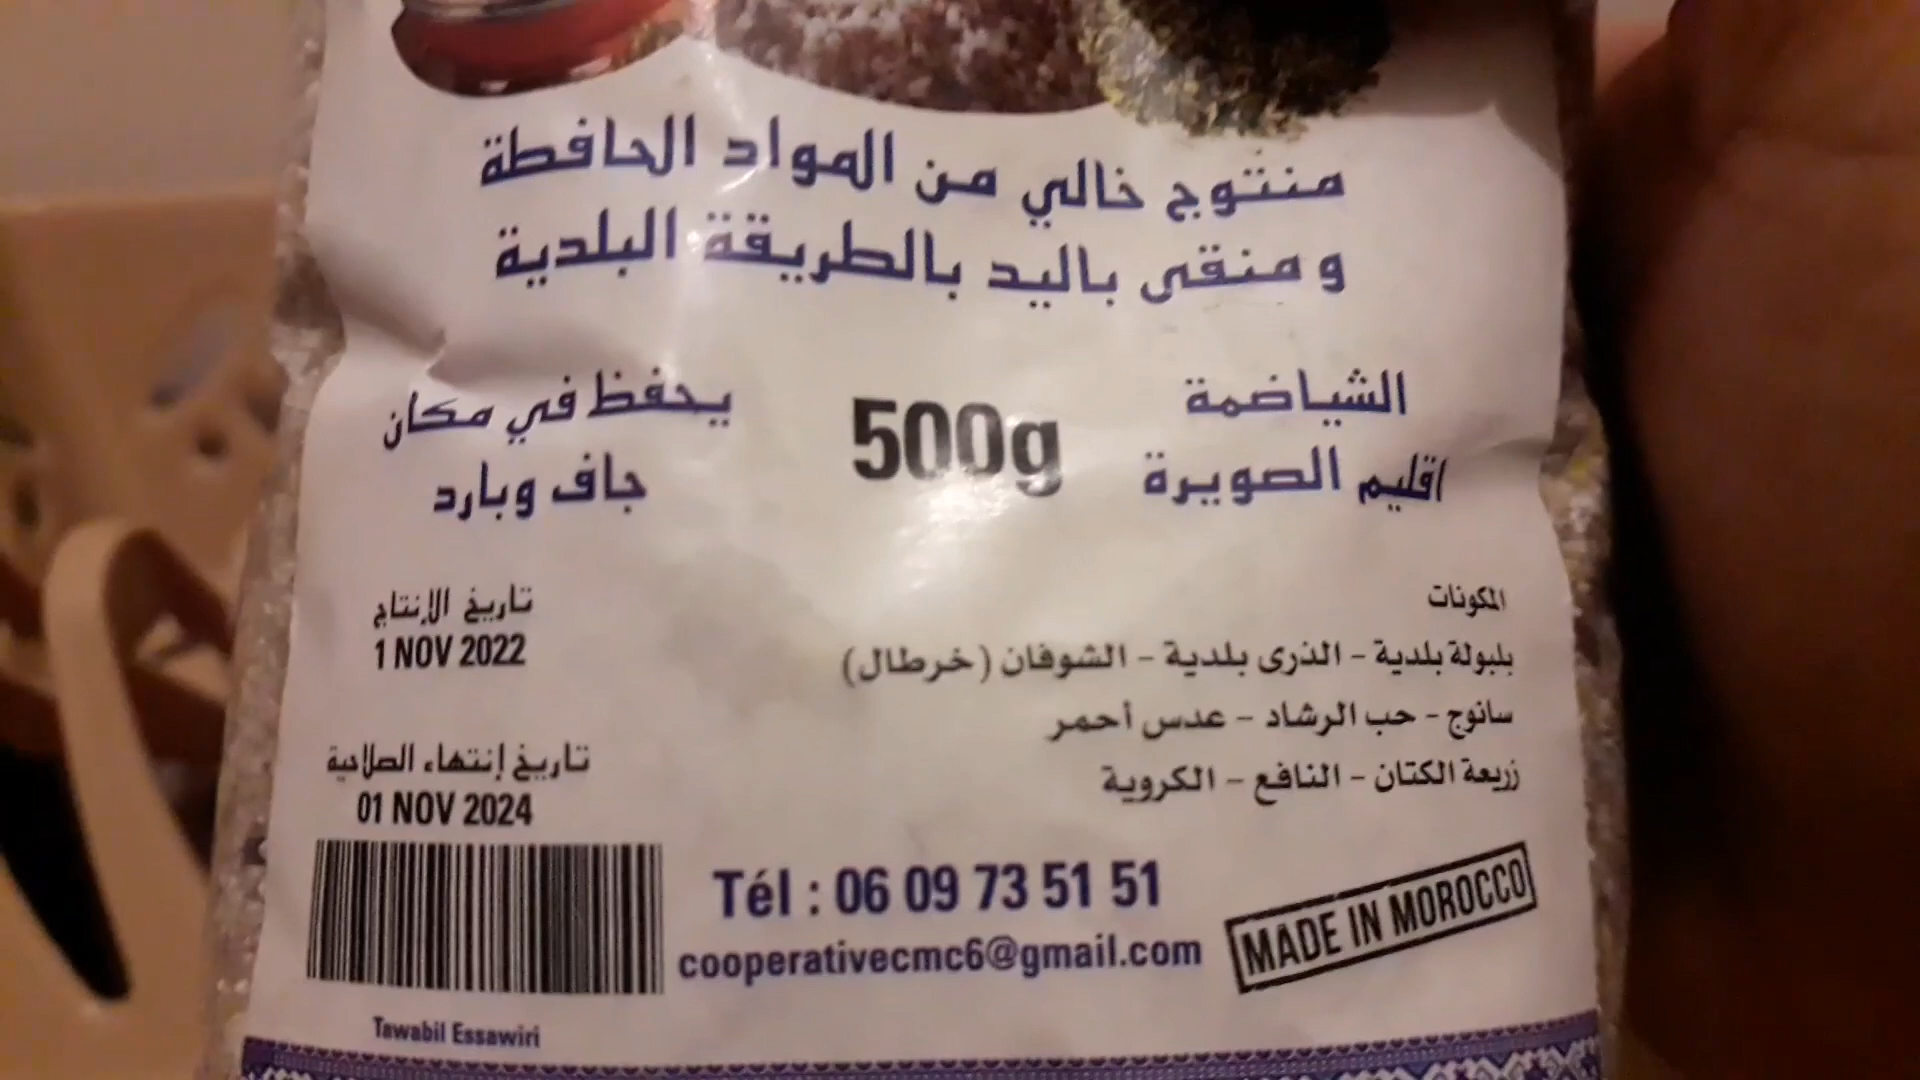 منتوج خالي من المواد الحافطة
و منقى باليد بالطريقة البلدية
الشياضمة
اقليم الصويرة
500g
يحفظ في مكان
جاف وبارد
المكونات
بلبولة بلدية - الذرى بلدية - الشوفان (خرطال)
سانوج - حب الرشاد - عدس أحمر
زريعة الكتان - النافع - الكروية
تاريخ الإنتاج
1 NOV 2022
تاريخ إنتهاء الصلاحية
01 NOV 2024
Tél : 06 09 73 51 51
cooperativecmc6@gmail.com
MADE IN MOROCCO
Tawabil Essawiri